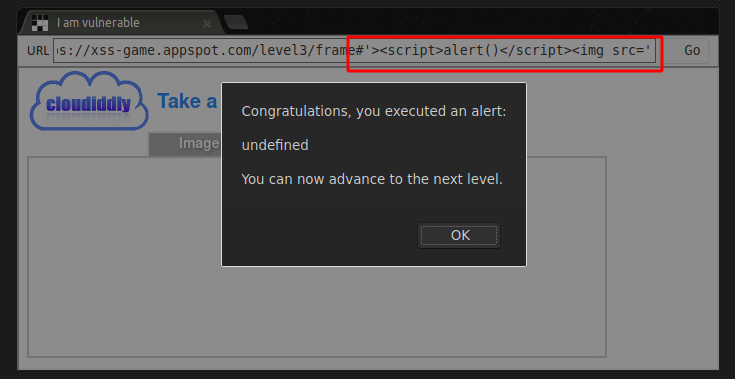 I am vulnerable
URL ps://xss-game.appspot.com/level3/frame#'><script>alert()</script><img src=' Go
cloudiddly Take a
Congratulations, you executed an alert:
Image
undefined
You can now advance to the next level.
OK